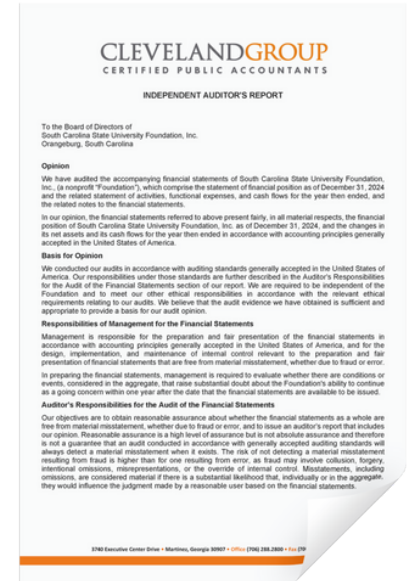 CLEVELANDGROUP
CERTIFIED PUBLIC ACCOUNTANTS
INDEPENDENT AUDITOR'S REPORT
To the Board of Directors of
South Carolina State University Foundation, Inc.
Orangeburg, South Carolina
Opinion
We have audited the accompanying financial statements of South Carolina State University Foundation,
Inc., (a nonprofit "Foundation"), which comprise the statement of financial position as of December 31, 2024
and the related statement of activities, functional expenses, and cash flows for the year then ended, and
the related notes to the financial statements.
In our opinion, the financial statements referred to above present fairly, in all material respects, the financial
position of South Carolina State University Foundation, Inc. as of December 31, 2024, and the changes in
its net assets and its cash flows for the year then ended in accordance with accounting principles generally
accepted in the United States of America.
Basis for Opinion
We conducted our audits in accordance with auditing standards generally accepted in the United States of
America. Our responsibilities under those standards are further described in the Auditor's Responsibilities
for the Audit of the Financial Statements section of our report. We are required to be independent of the
Foundation and to meet our other ethical responsibilities in accordance with the relevant ethical
requirements relating to our audits. We believe that the audit evidence we have obtained is sufficient and
appropriate to provide a basis for our audit opinion.
Responsibilities of Management for the Financial Statements
Management is responsible for the preparation and fair presentation of the financial statements in
accordance with accounting principles generally accepted in the United States of America, and for the
design, implementation, and maintenance of internal control relevant to the preparation and fair
presentation of financial statements that are free from material misstatement, whether due to fraud or error.
In preparing the financial statements, management is required to evaluate whether there are conditions or
events, considered in the aggregate, that raise substantial doubt about the Foundation's ability to continue
as a going concern within one year after the date that the financial statements are available to be issued.
Auditor's Responsibilities for the Audit of the Financial Statements
Our objectives are to obtain reasonable assurance about whether the financial statements as a whole are
free from material misstatement, whether due to fraud or error, and to issue an auditor's report that includes
our opinion. Reasonable assurance is a high level of assurance but is not absolute assurance and therefore
is not a guarantee that an audit conducted in accordance with generally accepted auditing standards will
always detect a material misstatement when it exists. The risk of not detecting a material misstatement
resulting from fraud is higher than for one resulting from error, as fraud may involve collusion, forgery,
intentional omissions, misrepresentations, or the override of internal control. Misstatements, including
omissions, are considered material if there is a substantial likelihood that, individually or in the aggregate,
they would influence the judgment made by a reasonable user based on the financial statements.
3740 Executive Center Drive • Martinez, Georgia 30907 • Office (706) 288.2800 • Fax (70